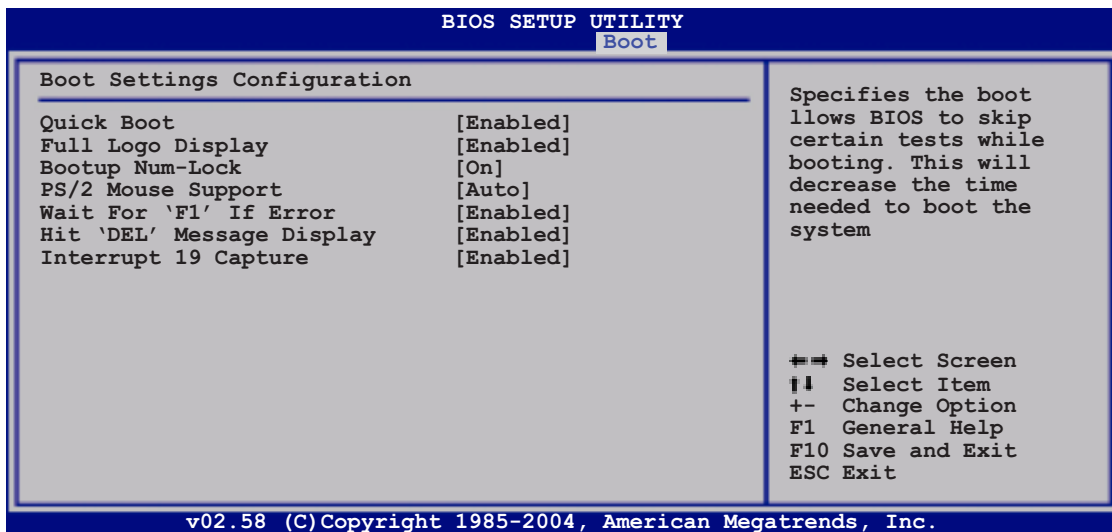 BIOS SETUP UTILITY
Boot
Boot Settings Configuration
Quick Boot [Enabled]
Full Logo Display [Enabled]
Bootup Num-Lock [On]
PS/2 Mouse Support [Auto]
Wait For ‘F1’ If Error [Enabled]
Hit ‘DEL’ Message Display [Enabled]
Interrupt 19 Capture [Enabled]
Specifies the boot
llows BIOS to skip
certain tests while
booting. This will
decrease the time
needed to boot the
system
←→ Select Screen
↑↓ Select Item
+- Change Option
F1 General Help
F10 Save and Exit
ESC Exit
v02.58 (C)Copyright 1985-2004, American Megatrends, Inc.